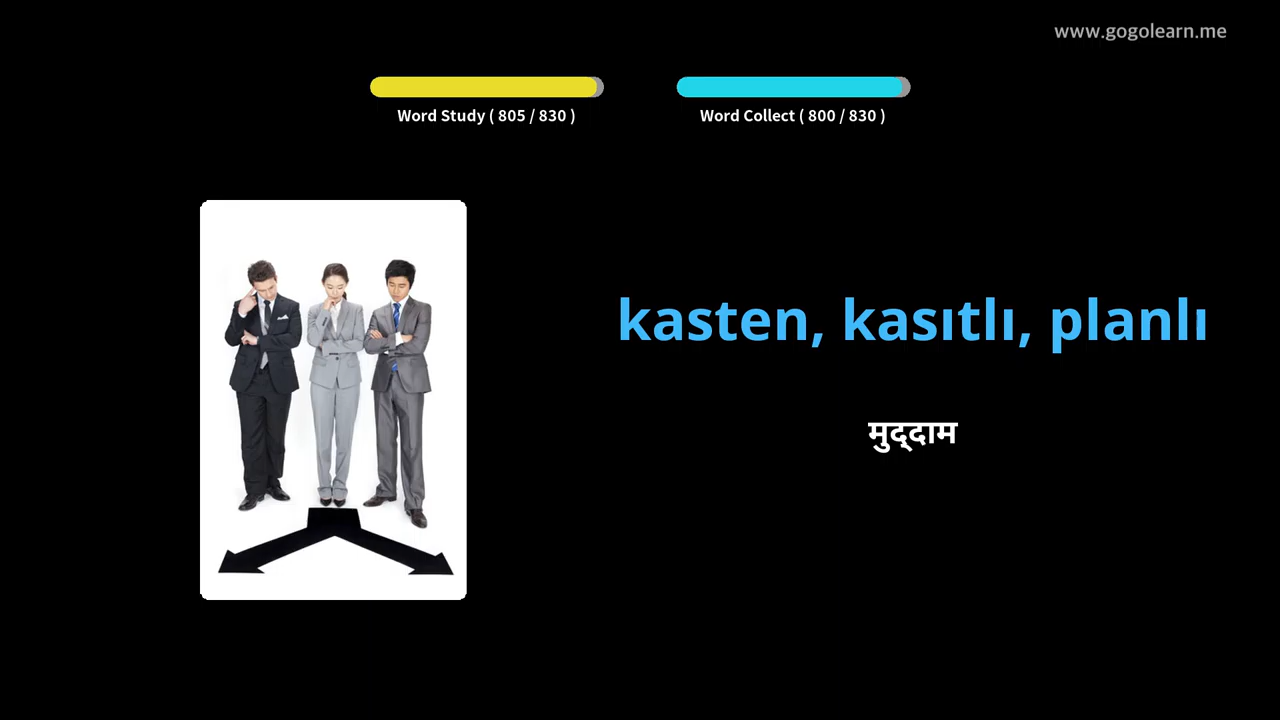 www.gogolearn.me
Word Study ( 805 / 830 )
Word Collect ( 800 / 830 )
kasten, kasıtlı, planlı
मुद्‌दाम